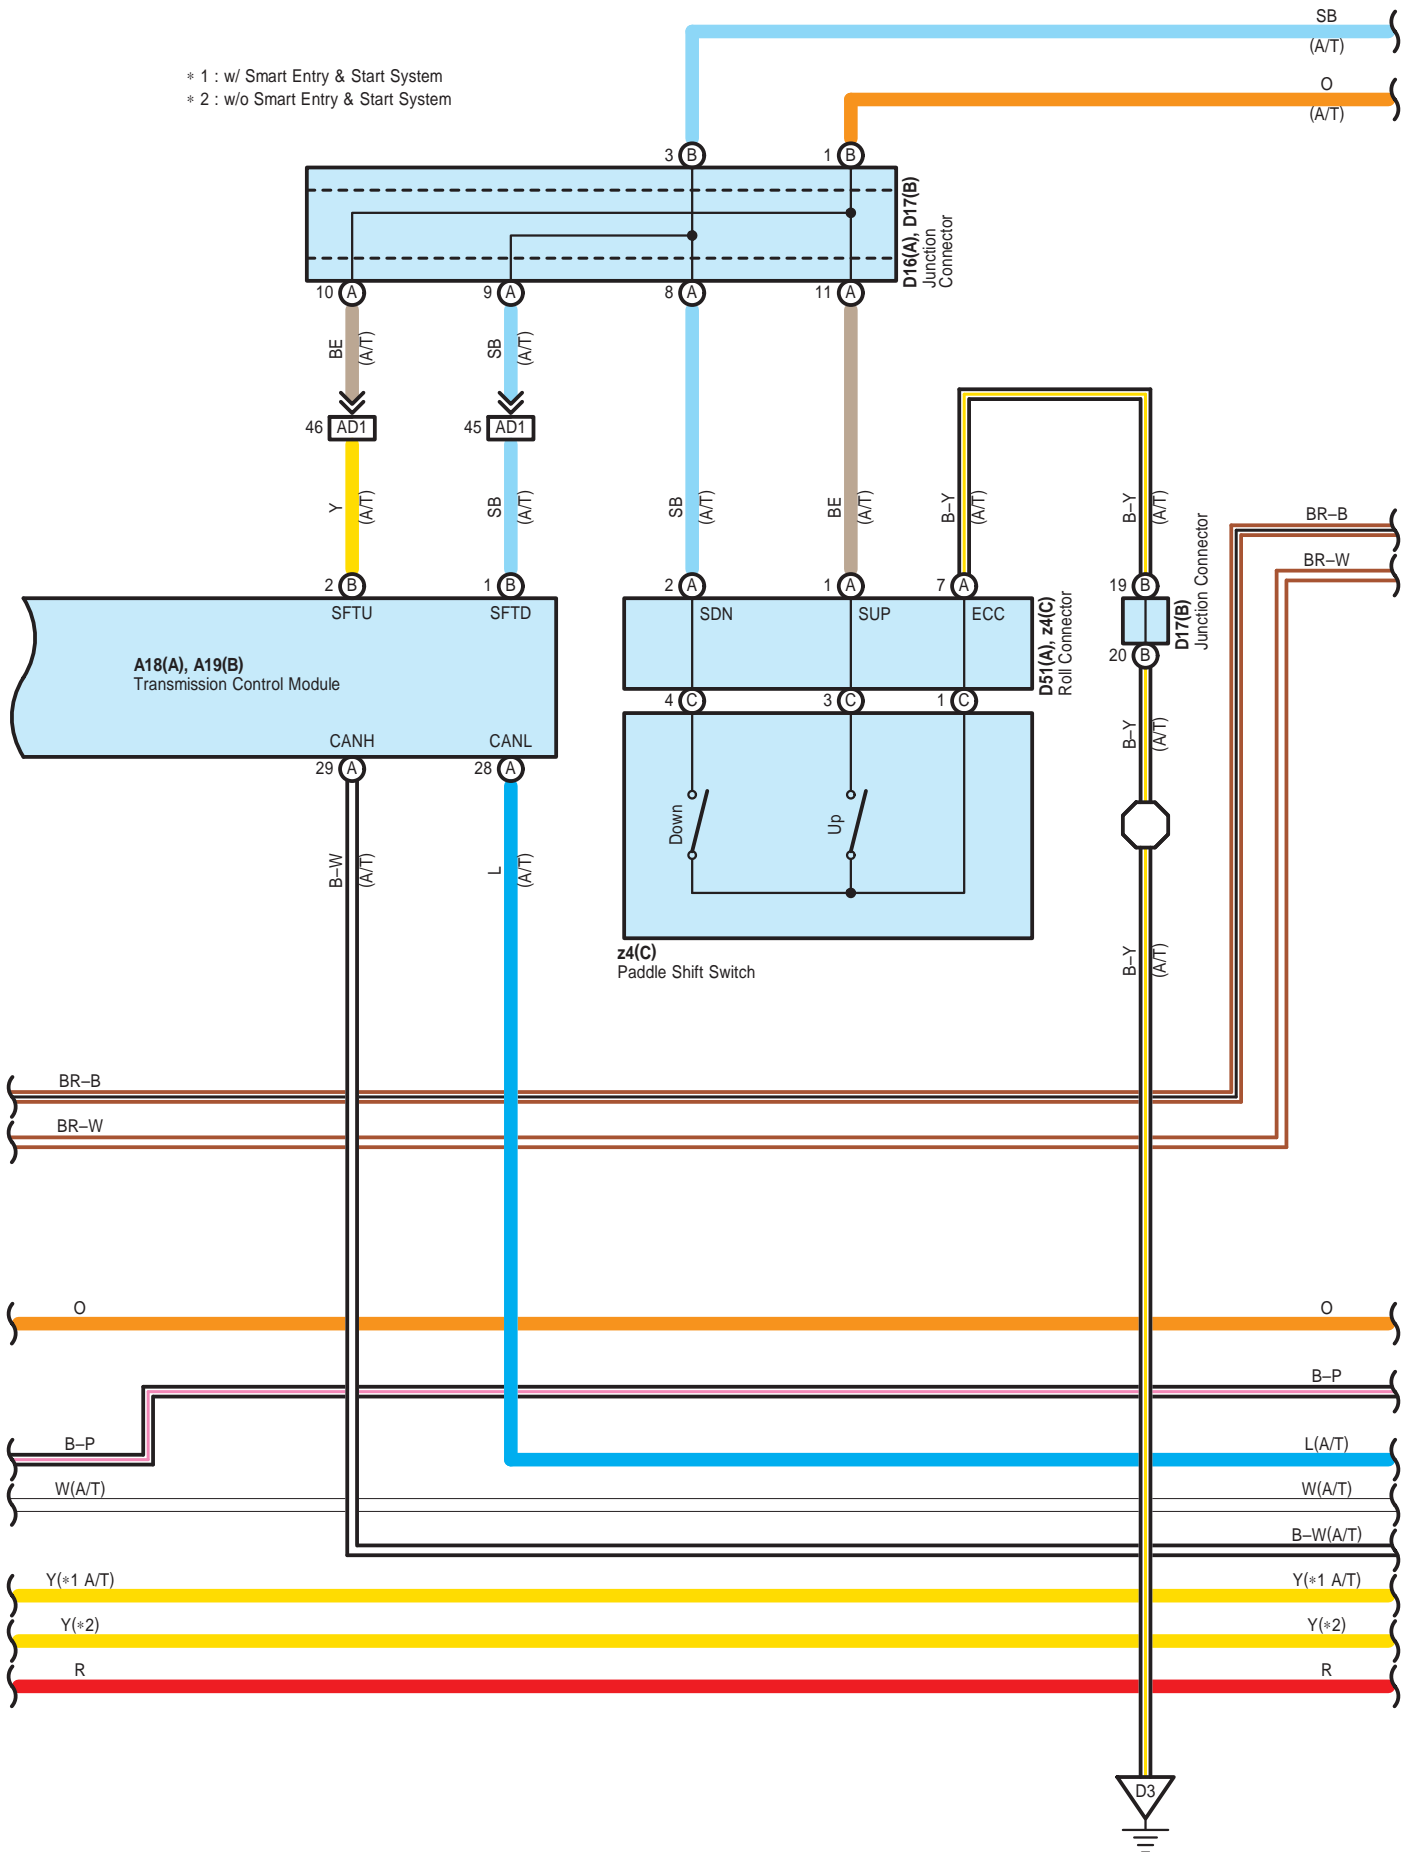 SB
(A/T)
* 1 : w/ Smart Entry & Start System
* 2 : w/o Smart Entry & Start System
O
(A/T)
3 B
1 B
D16(A), D17(B)
Junction
Connector
10 A
9 A
8 A
11 A
BE
(A/T)
SB
(A/T)
46 AD1
45 AD1
Y
(A/T)
SB
(A/T)
SB
(A/T)
BE
(A/T)
B–Y
(A/T)
B–Y
(A/T)
BR–B
BR–W
2 B
1 B
2 A
1 A
7 A
19 B
SFTU
SFTD
SDN
SUP
ECC
D17(B)
Junction Connector
20 B
A18(A), A19(B)
Transmission Control Module
D51(A), z4(C)
Roll Connector
4 C
3 C
1 C
CANH
CANL
29 A
28 A
B–Y
(A/T)
Down
Up
B–W
(A/T)
L
(A/T)
z4(C)
Paddle Shift Switch
B–Y
(A/T)
BR–B
BR–W
O
O
B–P
B–P
L(A/T)
W(A/T)
W(A/T)
B–W(A/T)
Y(*1 A/T)
Y(*1 A/T)
Y(*2)
Y(*2)
R
R
D3